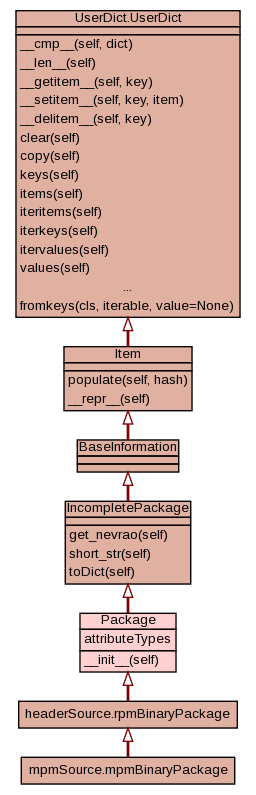 UserDict.UserDict
__cmp__(self, dict)
__len__(self)
__getitem__(self, key)
__setitem__(self, key, item)
__delitem__(self, key)
clear(self)
copy(self)
keys(self)
items(self)
iteritems(self)
iterkeys(self)
itervalues(self)
values(self)
...
fromkeys(cls, iterable, value=None)
Item
populate(self, hash)
__repr__(self)
BaseInformation
IncompletePackage
get_nevrao(self)
short_str(self)
toDict(self)
Package
attributeTypes
__init__(self)
headerSource.rpmBinaryPackage
mpmSource.mpmBinaryPackage